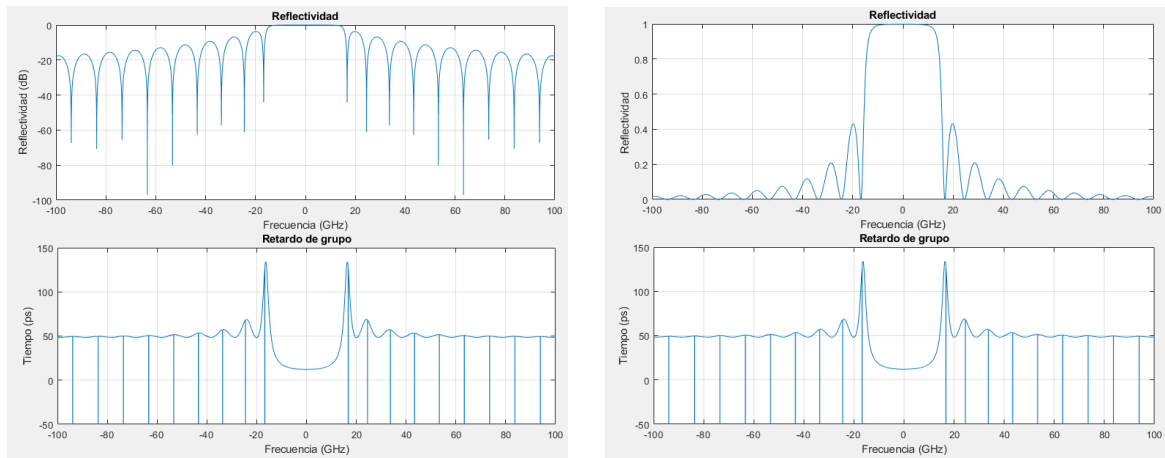 Reflectividad
0
-20
-40
-60
-80
-100
Reflectividad (dB)
-100 -80 -60 -40 -20 0 20 40 60 80 100
Frecuencia (GHz)
Retardo de grupo
150
100
50
0
-50
Tiempo (ps)
-100 -80 -60 -40 -20 0 20 40 60 80 100
Frecuencia (GHz)
Reflectividad
1
0.8
0.6
0.4
0.2
0
Reflectividad
-100 -80 -60 -40 -20 0 20 40 60 80 100
Frecuencia (GHz)
Retardo de grupo
150
100
50
0
-50
Tiempo (ps)
-100 -80 -60 -40 -20 0 20 40 60 80 100
Frecuencia (GHz)